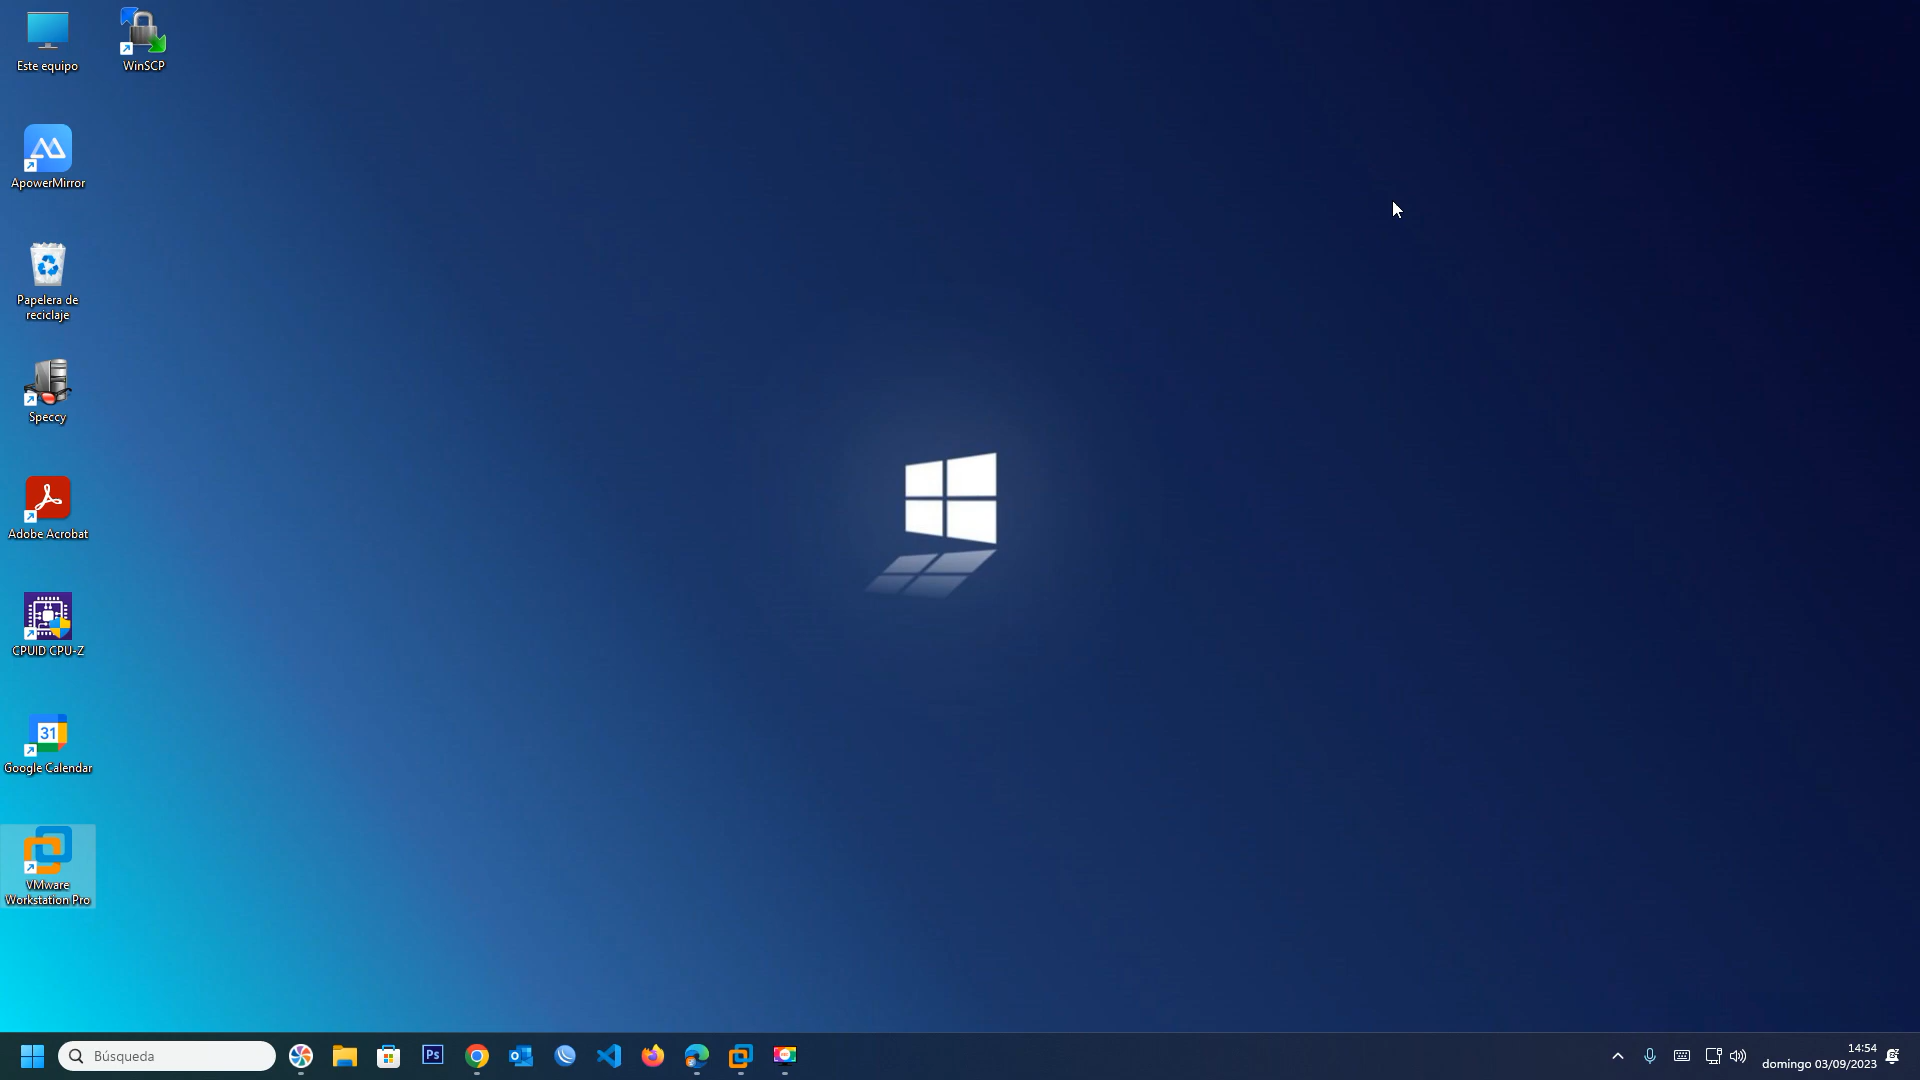 Este equipo
WinSCP
ApowerMirror
Papelera de
reciclaje
Speccy
Adobe Acrobat
CPUID CPU-Z
31
Google Calendar
VMware
Workstation Pro
Búsqueda
Ps
14:54
domingo 03/09/2023